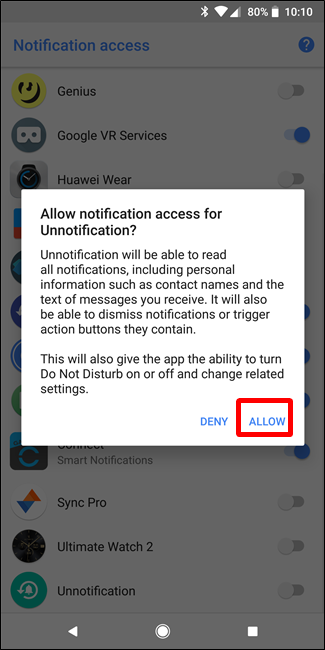 80% 10:10
Notification access
Genius
Google VR Services
Huawei Wear
Allow notification access for
Unnotification?
Unnotification will be able to read
all notifications, including personal
information such as contact names and the
text of messages you receive. It will also
be able to dismiss notifications or trigger
action buttons they contain.
This will also give the app the ability to turn
Do Not Disturb on or off and change related
settings.
DENY ALLOW
Connect
Smart Notifications
Sync Pro
Ultimate Watch 2
Unnotification